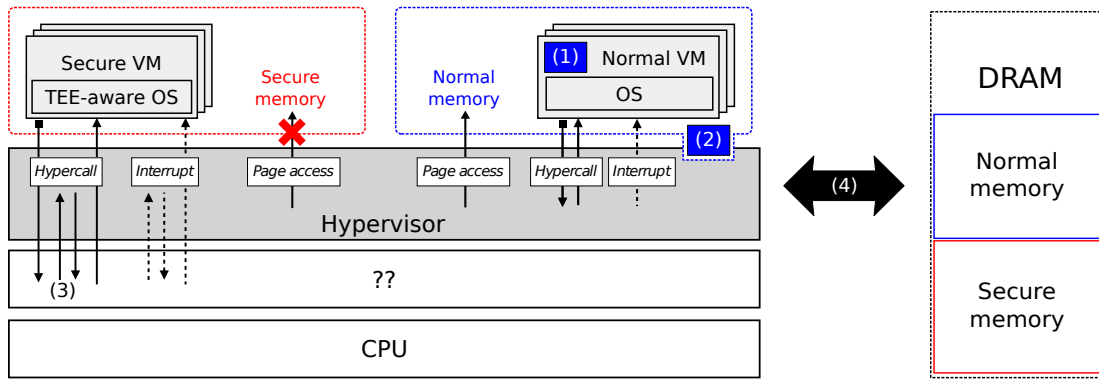 Secure VM
TEE-aware OS
Secure
memory
Normal
memory
(1)
Normal VM
OS
(2)
DRAM
Normal
memory
Secure
memory
Hypercall
Interrupt
Page access
Page access
Hypercall
Interrupt
Hypervisor
(4)
(3)
??
CPU